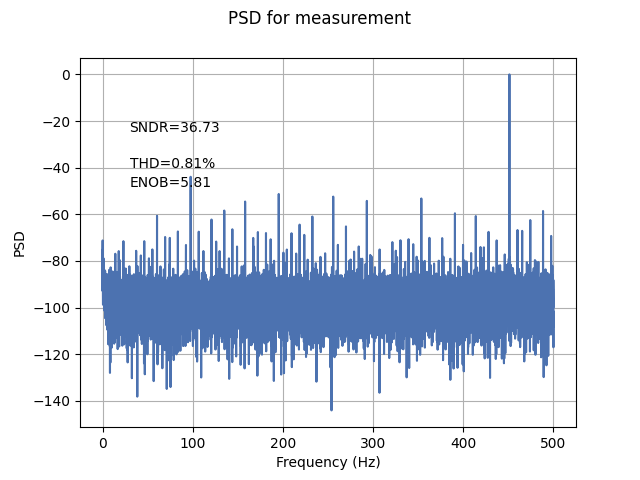 PSD for measurement
0
−20
−40
−60
−80
−100
−120
−140
PSD
SNDR=36.73
THD=0.81%
ENOB=5.81
0
100
200
300
400
500
Frequency (Hz)